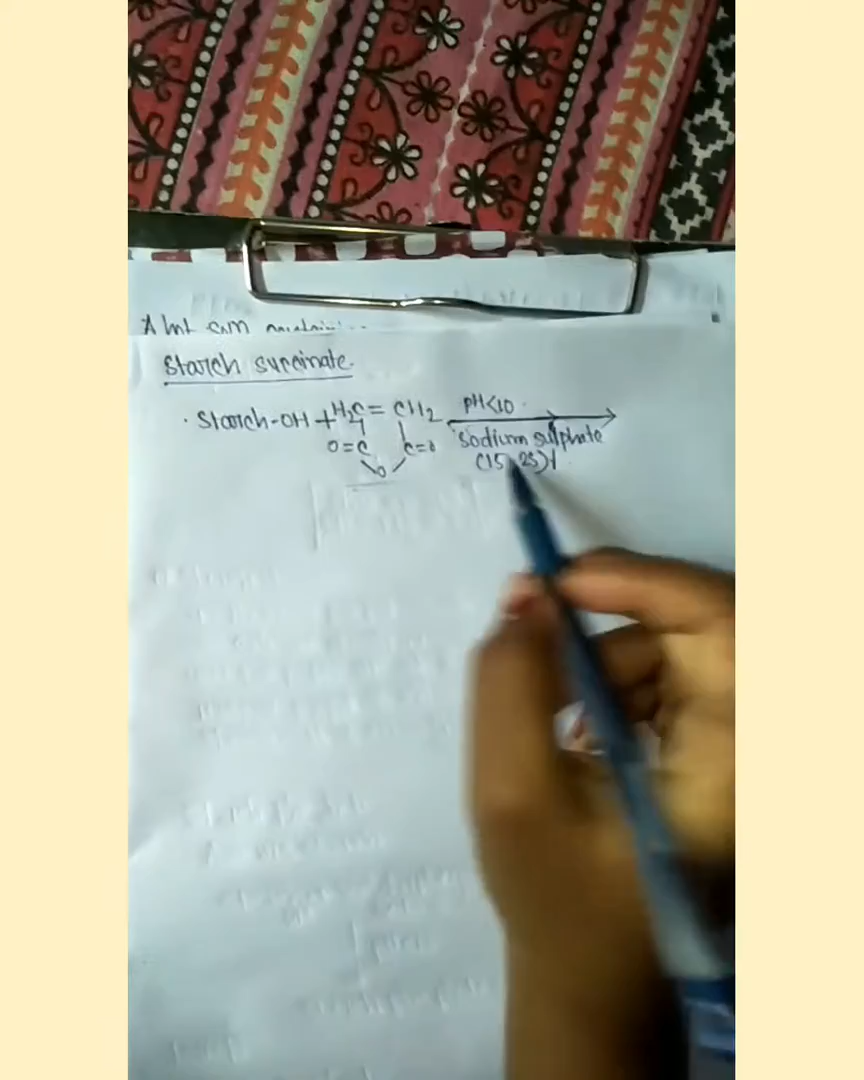 Starch succinate.
· Starch-OH + H₂C = CH₂ pH<10
O=C C=O sodium sulphate
O (15-25)%